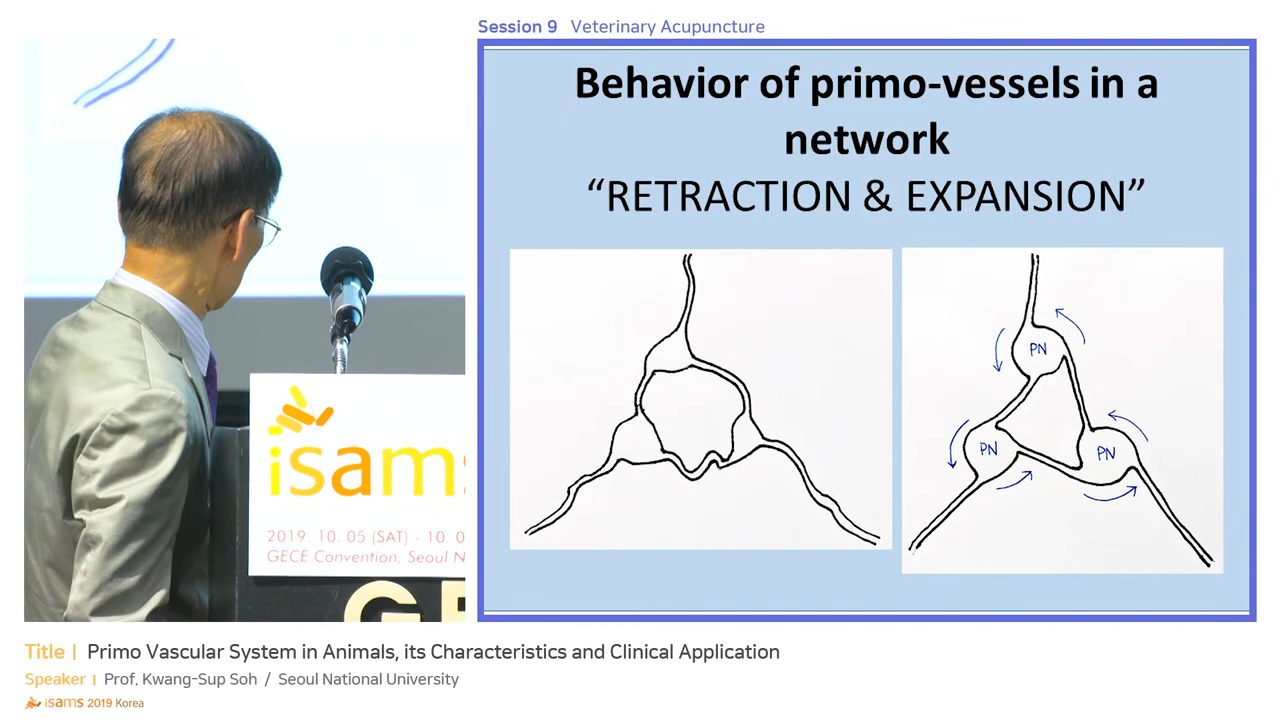 Session 9 Veterinary Acupuncture
Behavior of primo-vessels in a
network
“RETRACTION & EXPANSION”
PN
PN
PN
isams
2019. 10. 05 (SAT) - 10. 0
GECE Convention, Seoul N
Title | Primo Vascular System in Animals, its Characteristics and Clinical Application
Speaker | Prof. Kwang-Sup Soh / Seoul National University
isams 2019 Korea